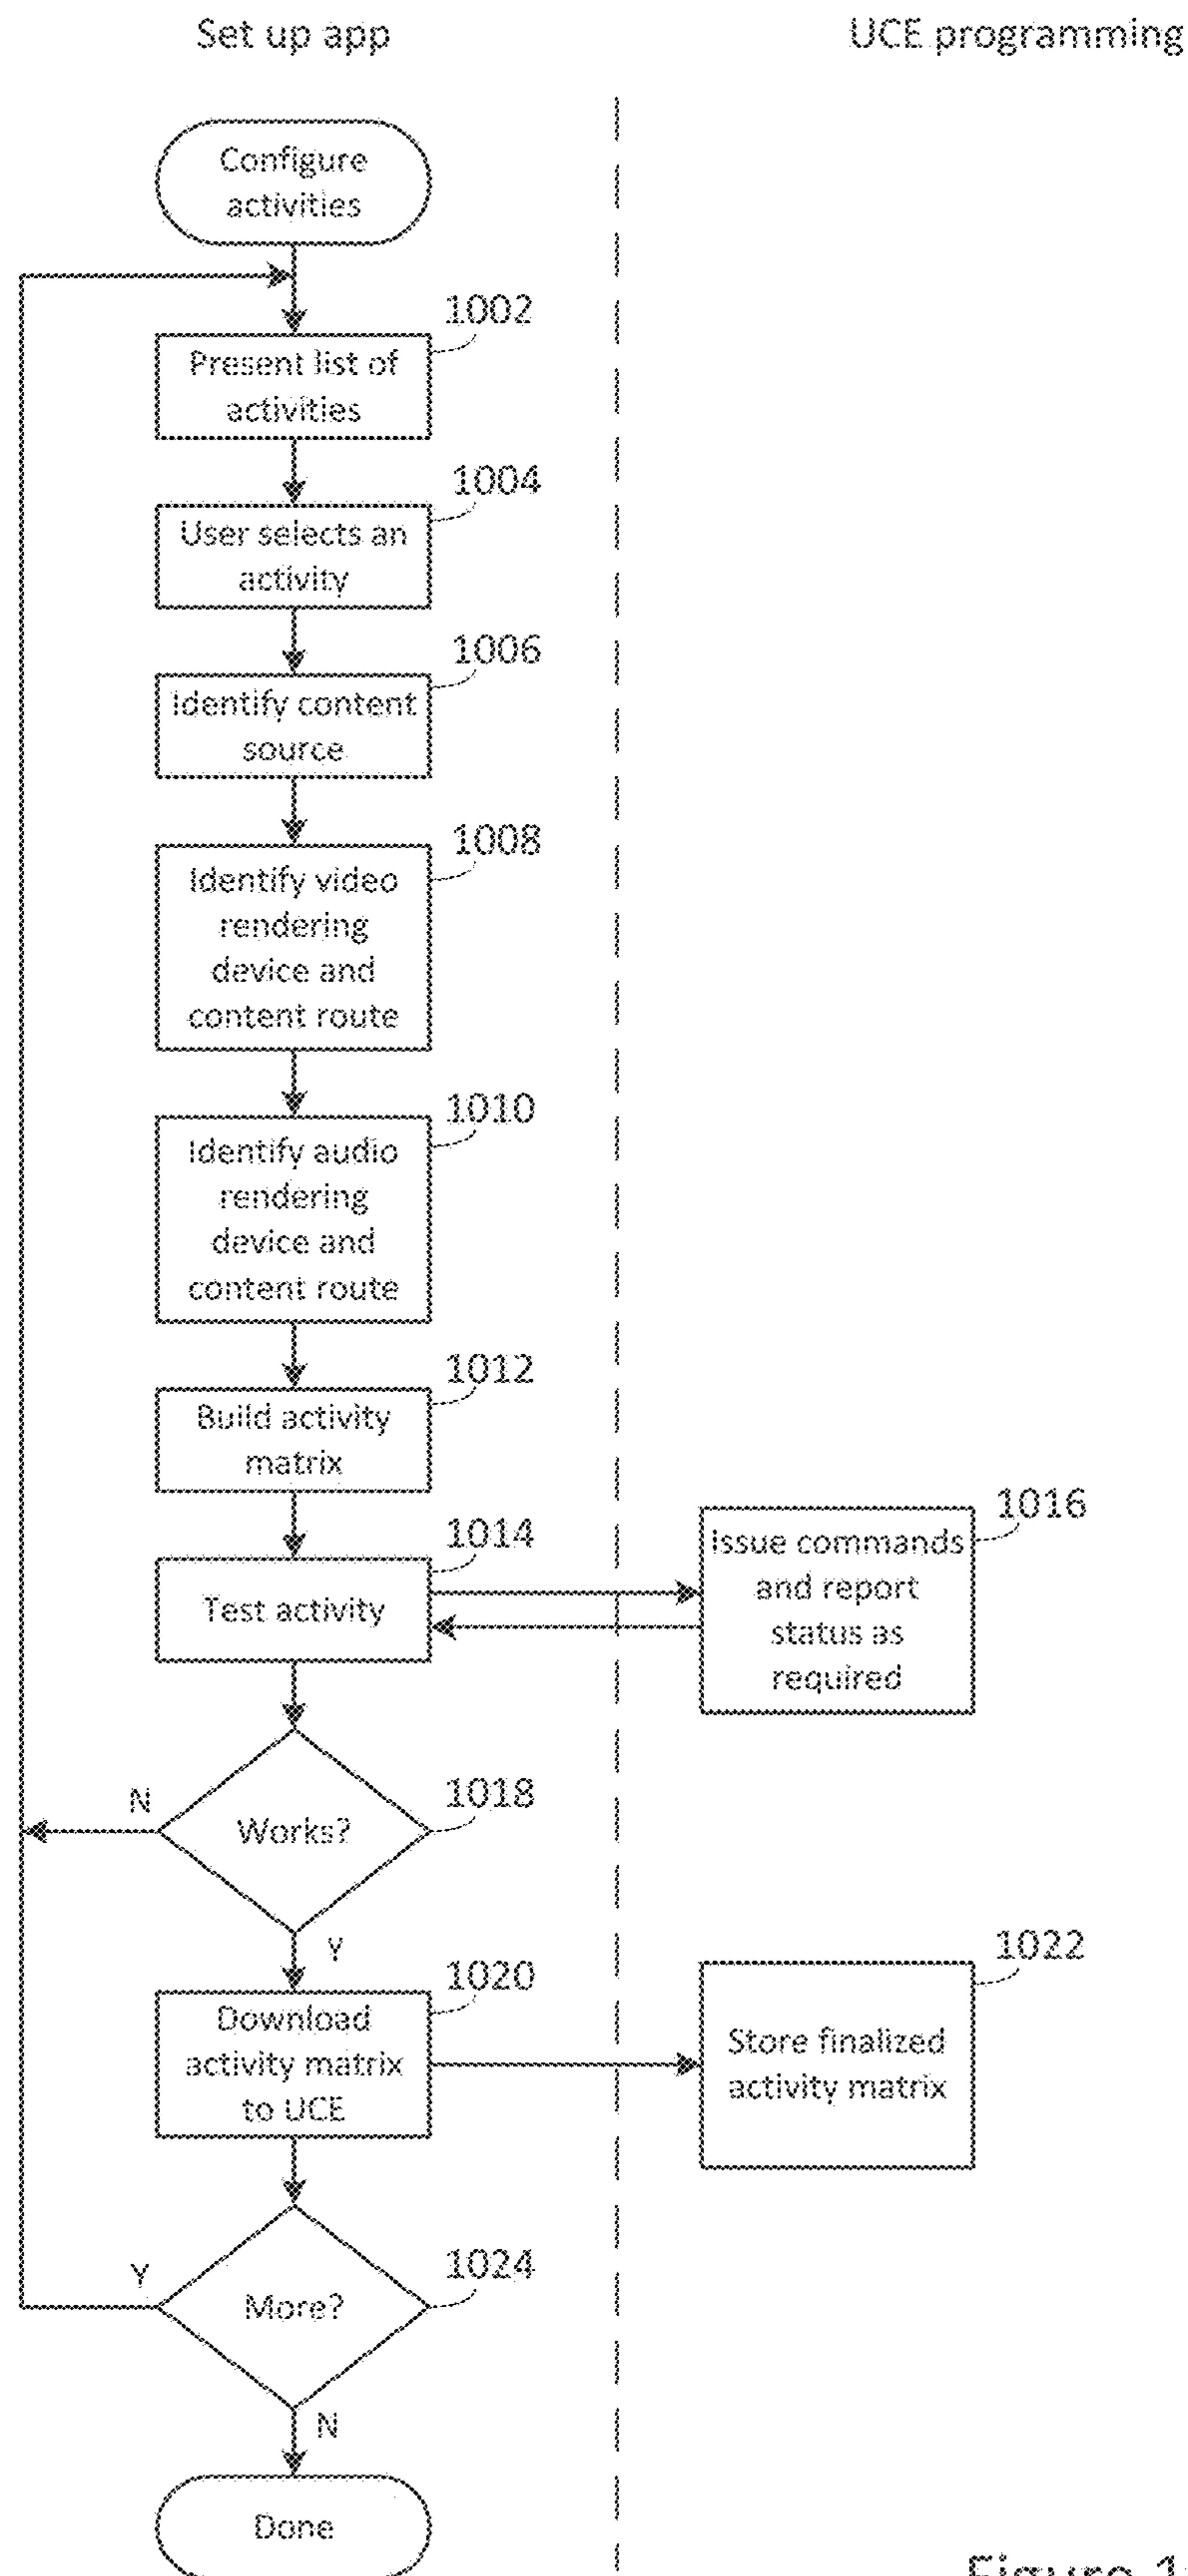 Set up app
UCE programming
Configure
activities
1002
Present list of
activities
1004
User selects an
activity
1006
Identify content
source
1008
Identify video
rendering
device and
content route
1010
Identify audio
rendering
device and
content route
1012
Build activity
matrix
1014
Test activity
1016
Issue commands
and report
status as
required
1018
Works?
N
Y
1020
Download
activity matrix
to UCE
1022
Store finalized
activity matrix
1024
More?
Y
N
Done
Figure